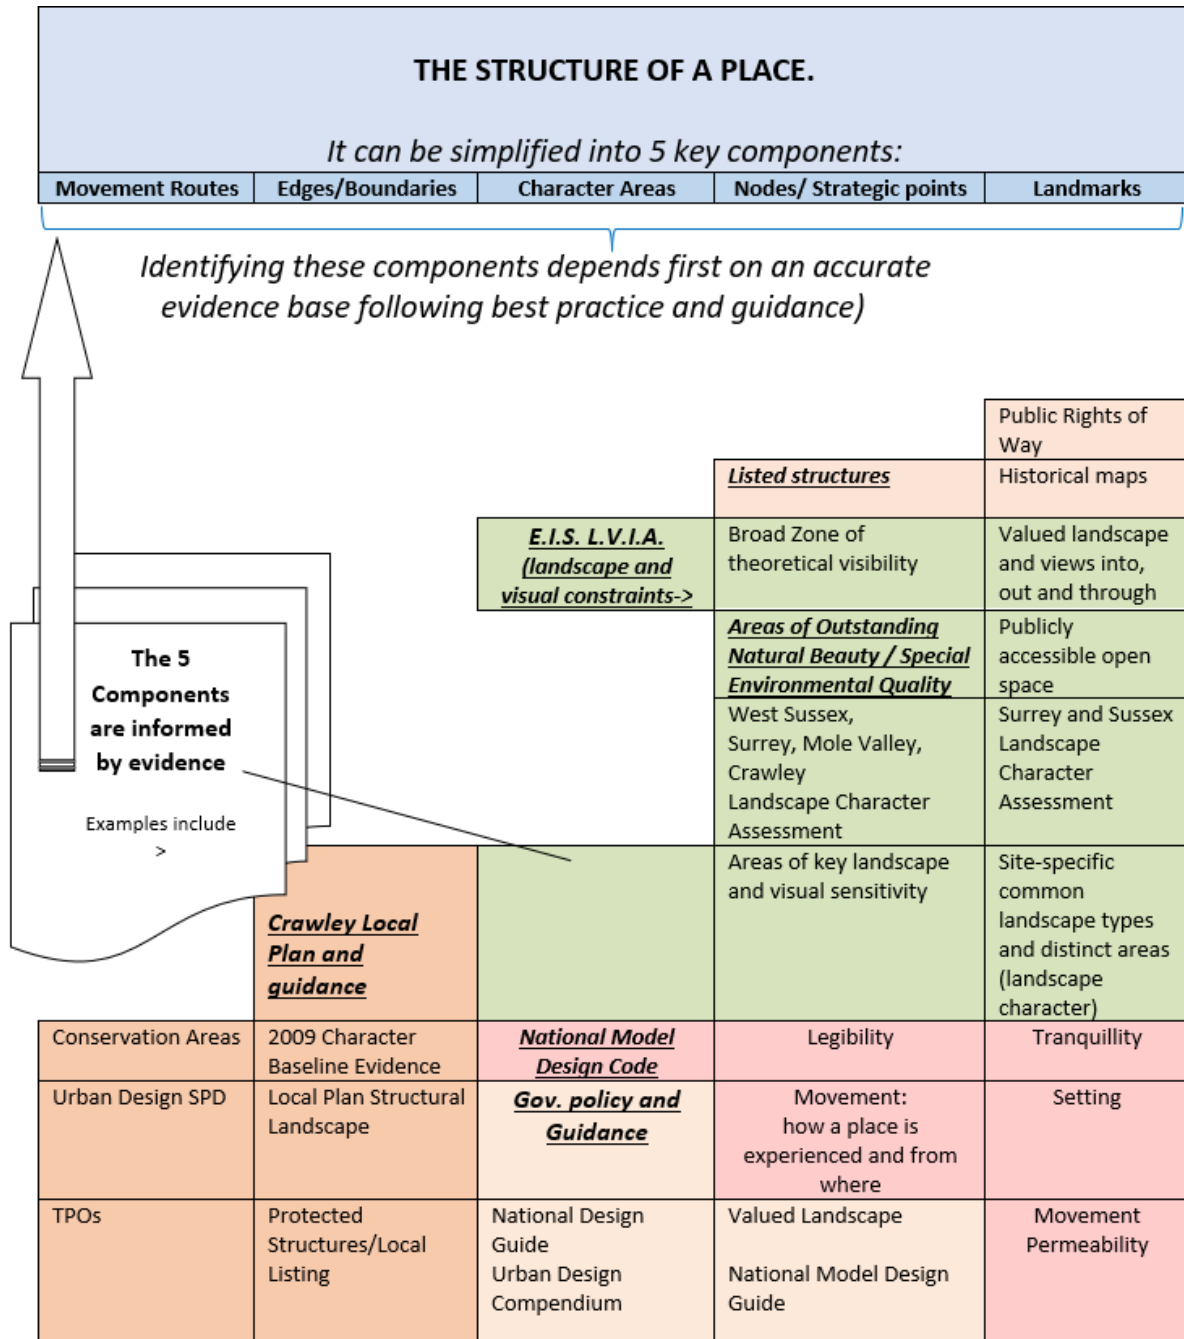 THE STRUCTURE OF A PLACE.
It can be simplified into 5 key components:
Movement Routes
Edges/Boundaries
Character Areas
Nodes/ Strategic points
Landmarks
Identifying these components depends first on an accurate
evidence base following best practice and guidance)
Public Rights of
Way
Listed structures
Historical maps
E.I.S. L.V.I.A.
(landscape and
visual constraints->
Broad Zone of
theoretical visibility
Valued landscape
and views into,
out and through
Areas of Outstanding
Natural Beauty / Special
Environmental Quality
Publicly
accessible open
space
The 5
Components
are informed
by evidence
Examples include
>
West Sussex,
Surrey, Mole Valley,
Crawley
Landscape Character
Assessment
Surrey and Sussex
Landscape
Character
Assessment
Crawley Local
Plan and
guidance
Areas of key landscape
and visual sensitivity
Site-specific
common
landscape types
and distinct areas
(landscape
character)
Conservation Areas
2009 Character
Baseline Evidence
National Model
Design Code
Legibility
Tranquillity
Urban Design SPD
Local Plan Structural
Landscape
Gov. policy and
Guidance
Movement:
how a place is
experienced and from
where
Setting
TPOs
Protected
Structures/Local
Listing
National Design
Guide
Urban Design
Compendium
Valued Landscape
National Model Design
Guide
Movement
Permeability